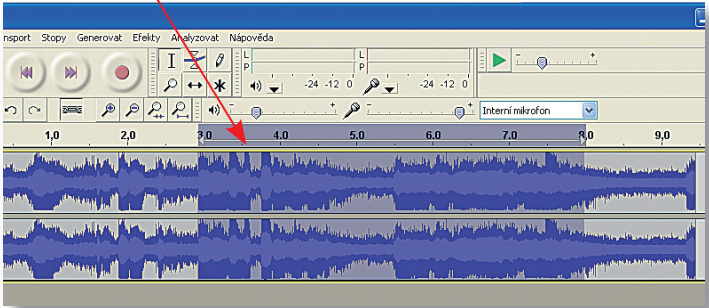 nsport Stopy Generovat Efekty Analyzovat Nápověda
L
P
L
P
-24 -12 0
-24 -12 0
- +
- +
- +
Interní mikrofon
1,0 2,0 3,0 4,0 5,0 6,0 7,0 8,0 9,0